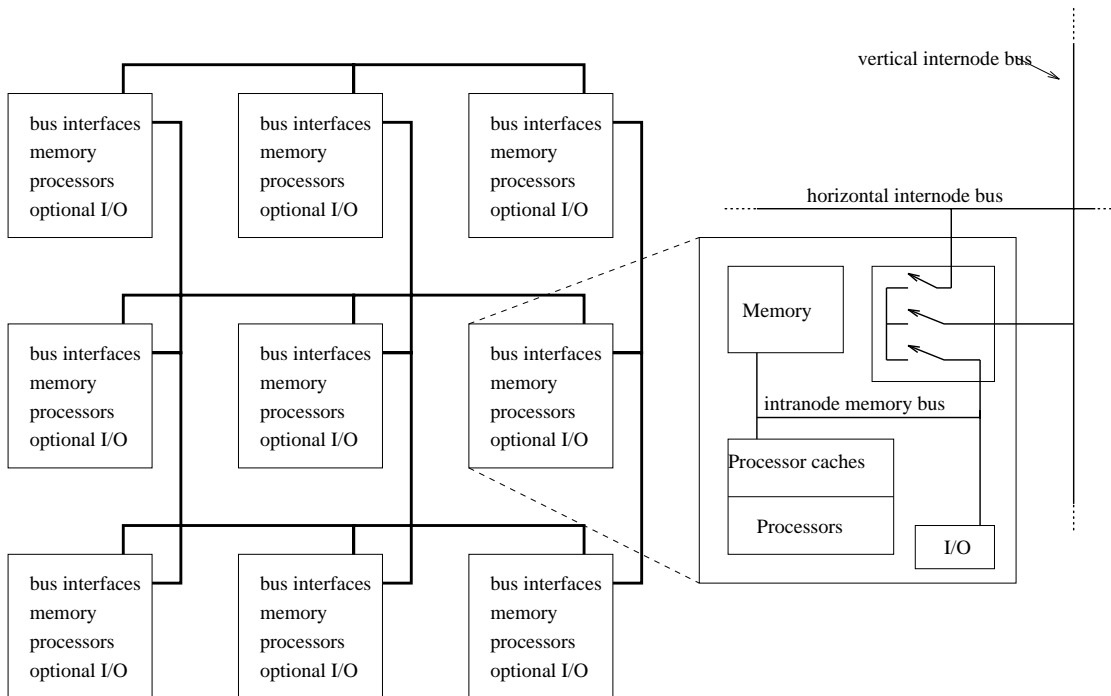 vertical internode bus
bus interfaces
memory
processors
optional I/O
bus interfaces
memory
processors
optional I/O
bus interfaces
memory
processors
optional I/O
horizontal internode bus
bus interfaces
memory
processors
optional I/O
bus interfaces
memory
processors
optional I/O
bus interfaces
memory
processors
optional I/O
Memory
intranode memory bus
Processor caches
Processors
I/O
bus interfaces
memory
processors
optional I/O
bus interfaces
memory
processors
optional I/O
bus interfaces
memory
processors
optional I/O